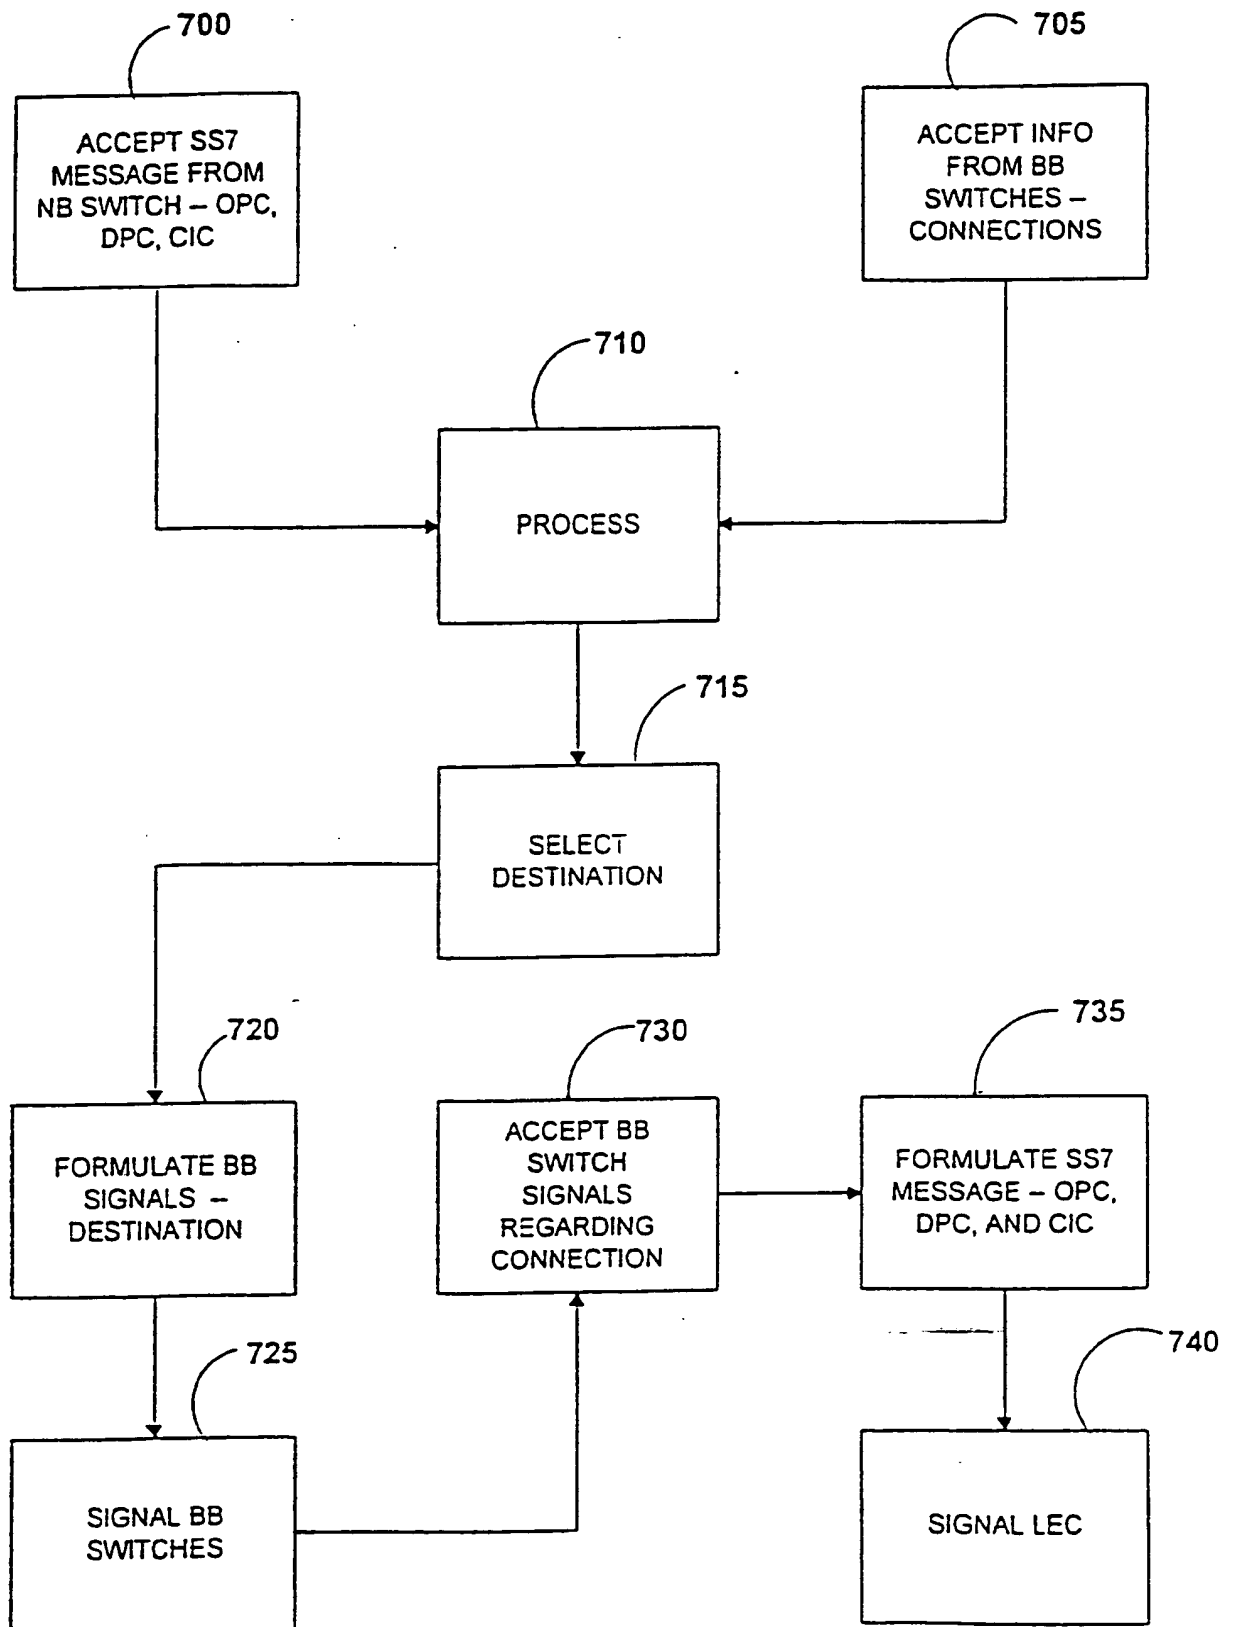 700
ACCEPT SS7
MESSAGE FROM
NB SWITCH – OPC,
DPC, CIC
705
ACCEPT INFO
FROM BB
SWITCHES –
CONNECTIONS
710
PROCESS
715
SELECT
DESTINATION
720
FORMULATE BB
SIGNALS –
DESTINATION
725
SIGNAL BB
SWITCHES
730
ACCEPT BB
SWITCH
SIGNALS
REGARDING
CONNECTION
735
FORMULATE SS7
MESSAGE – OPC,
DPC, AND CIC
740
SIGNAL LEC